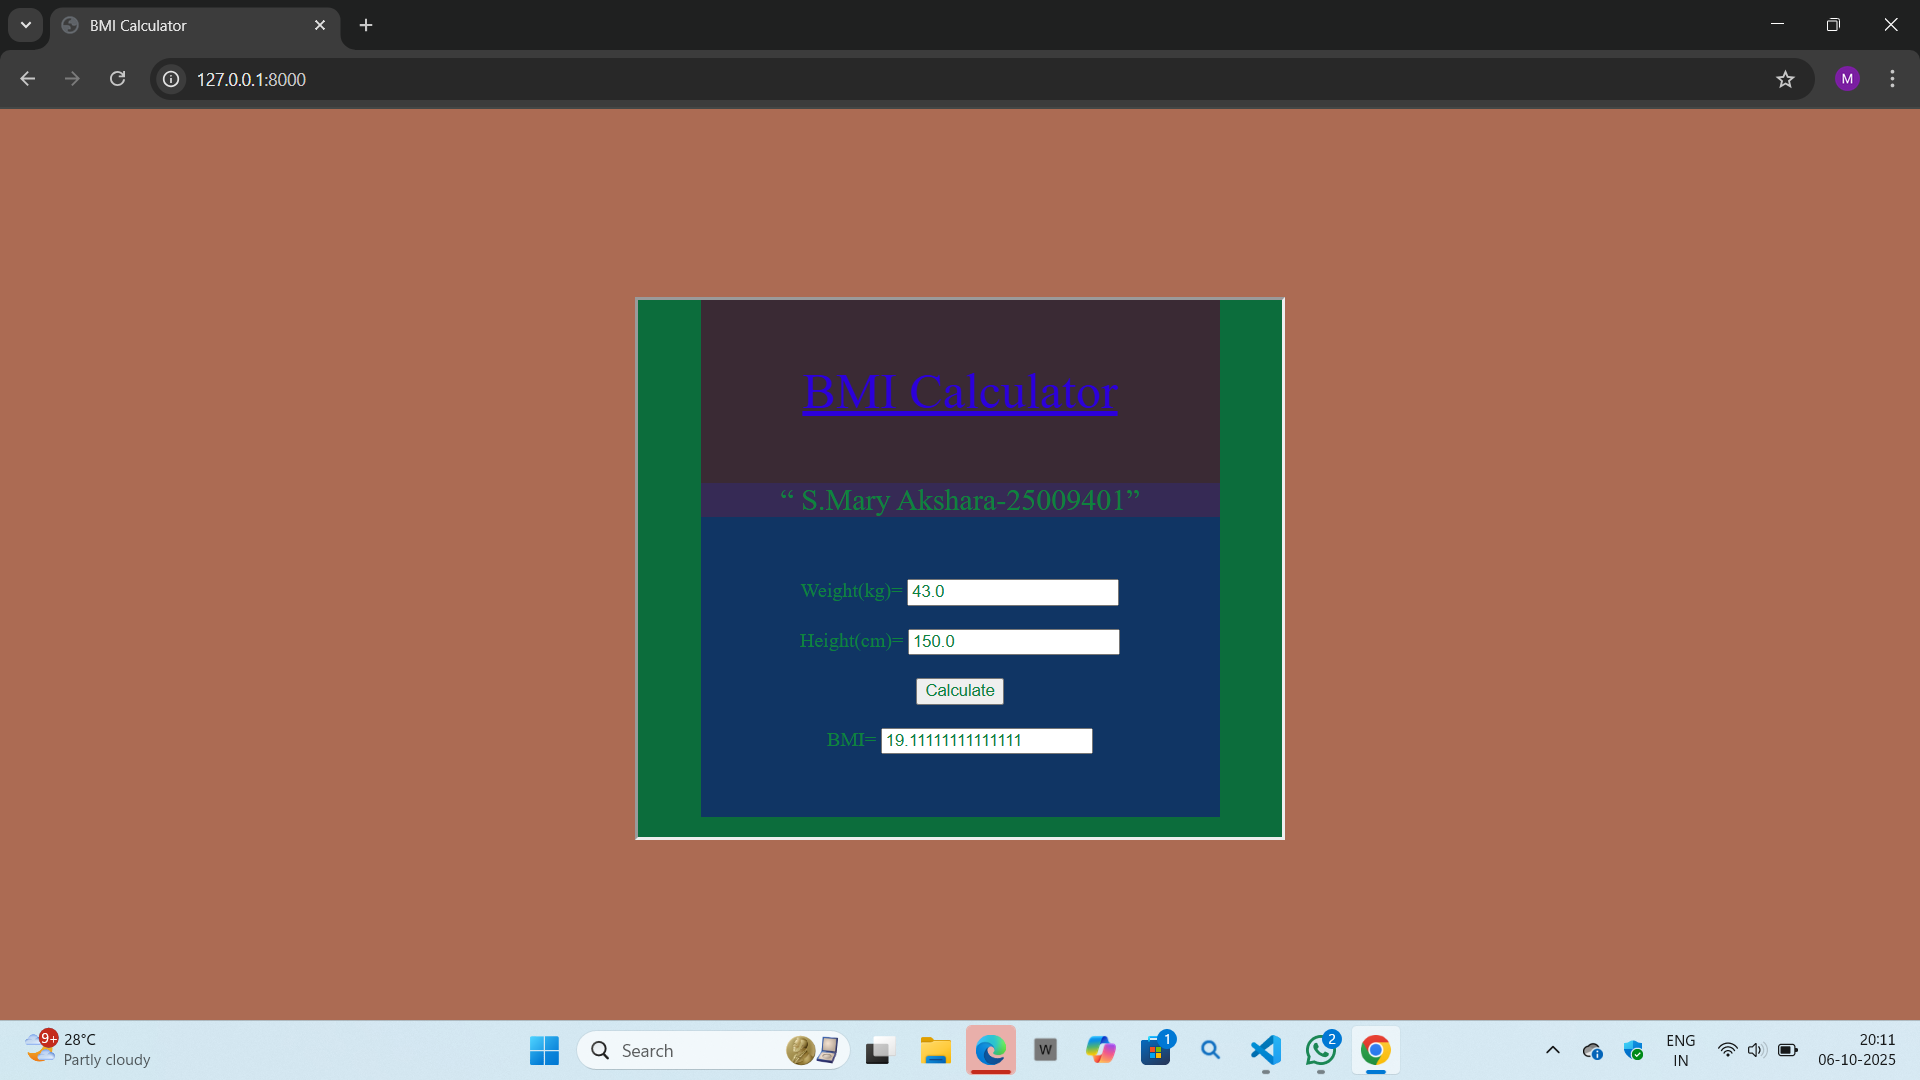 BMI Calculator
127.0.0.1:8000
M
BMI Calculator
“ S.Mary Akshara-25009401”
Weight(kg)= 43.0
Height(cm)= 150.0
Calculate
BMI= 19.11111111111111
9+
28°C
Partly cloudy
Search
W
1
2
ENG
IN
20:11
06-10-2025